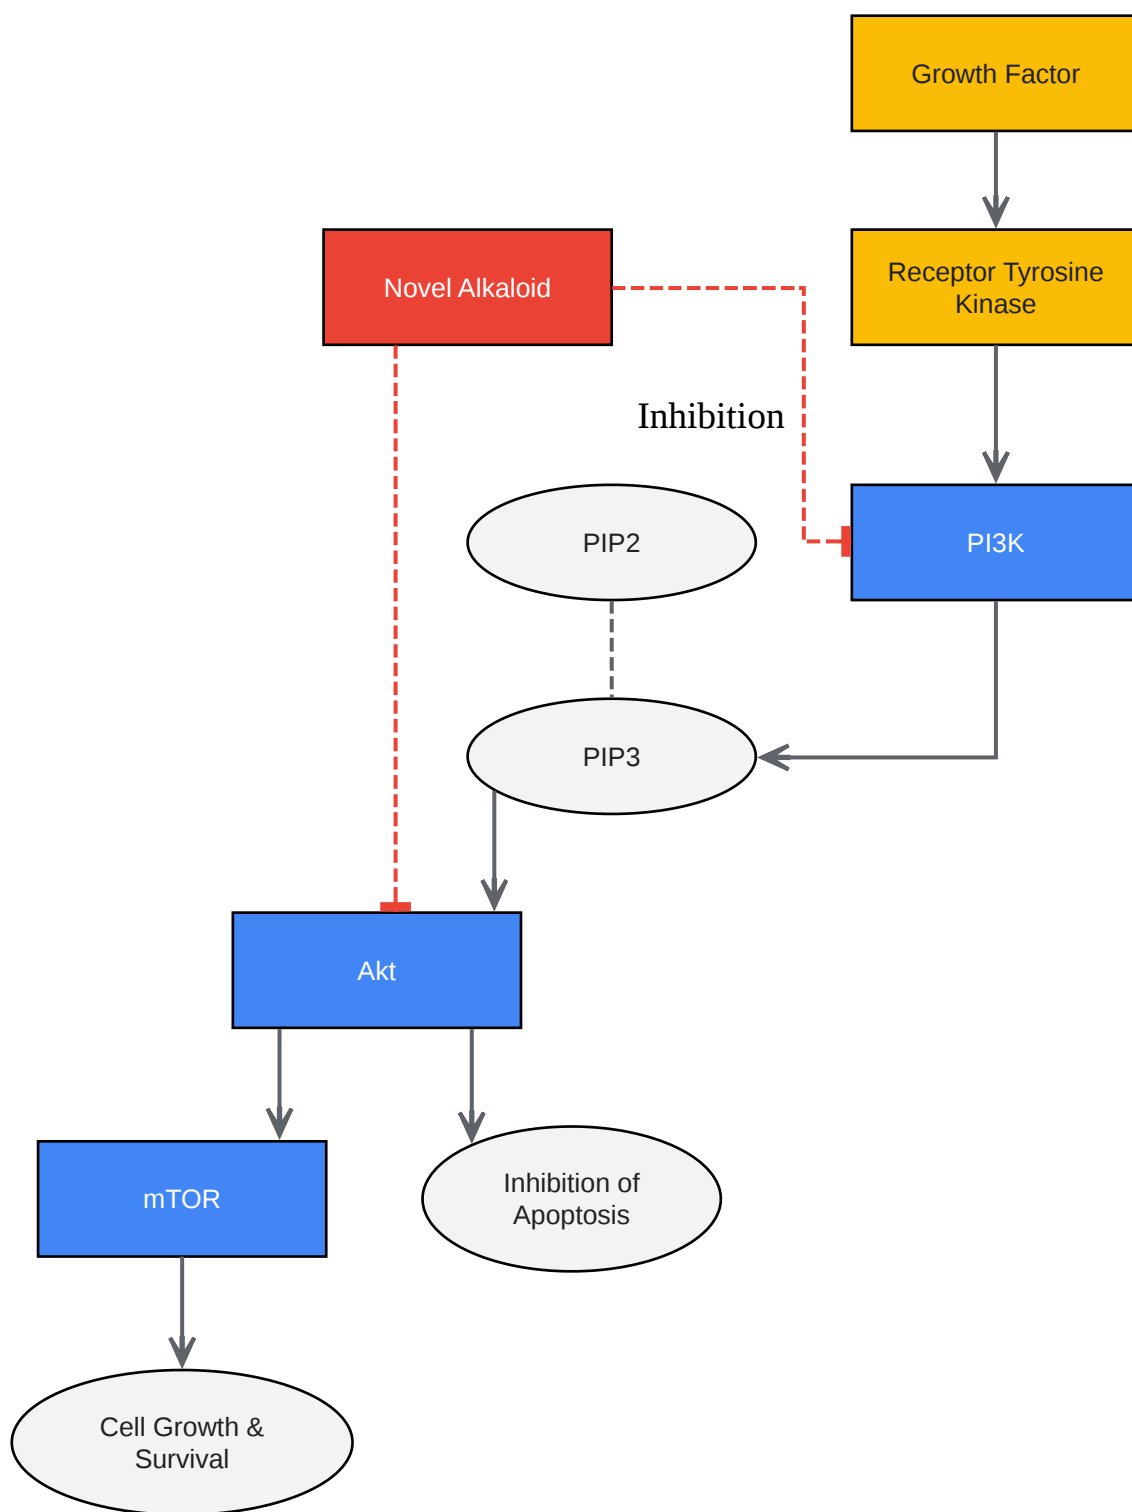 Growth Factor
Novel Alkaloid
Receptor Tyrosine
Kinase
Inhibition
PIP2
PI3K
PIP3
Akt
mTOR
Inhibition of
Apoptosis
Cell Growth &
Survival